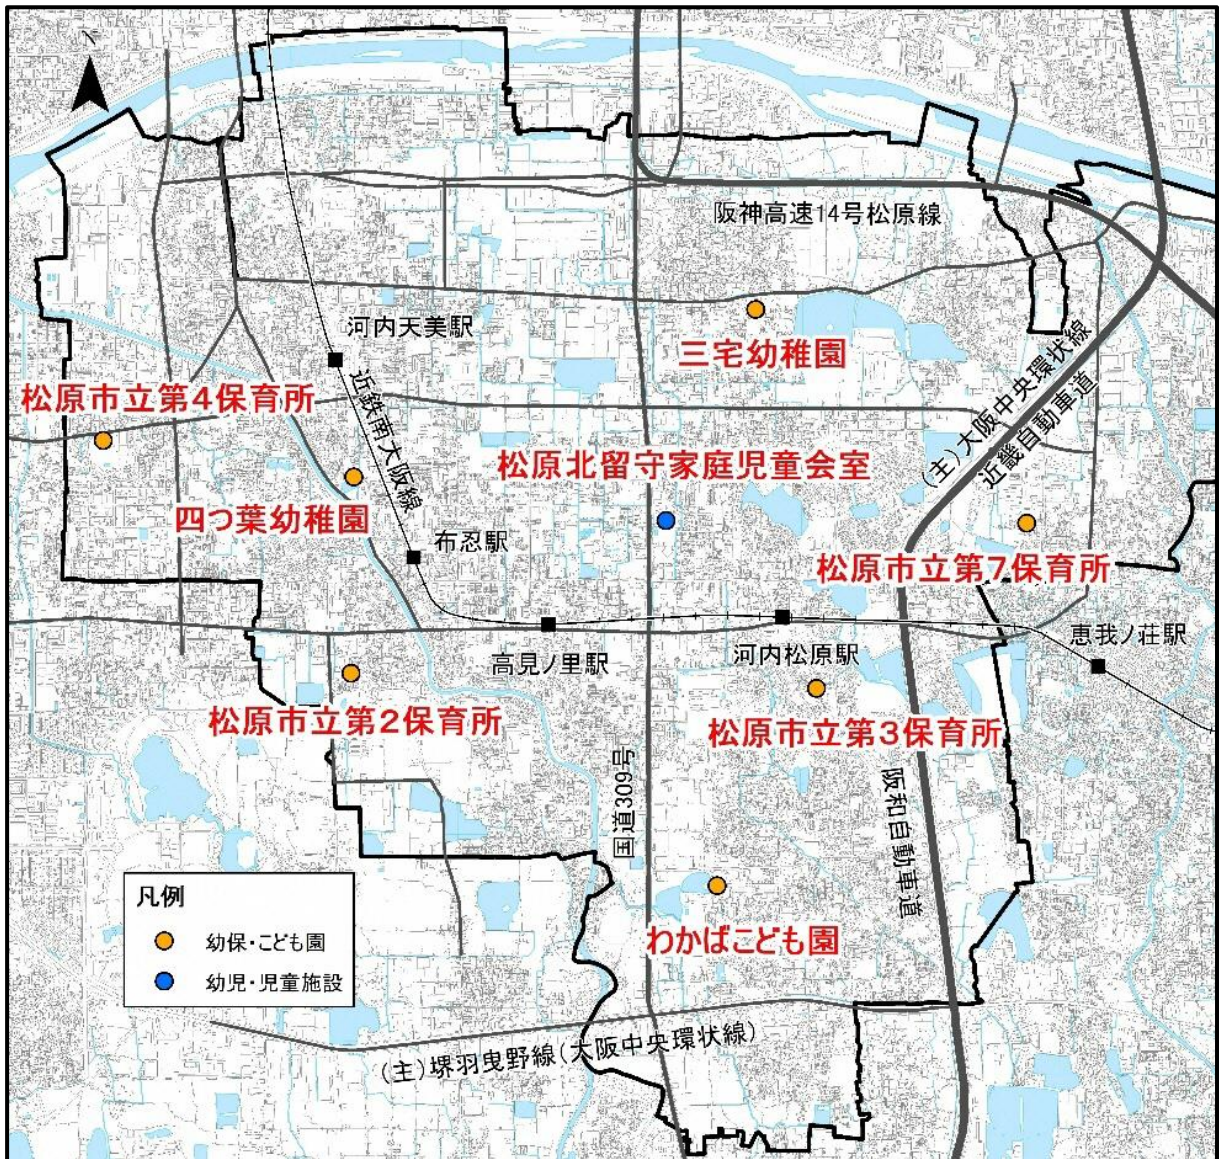 阪神高速14号松原線
河内天美駅
三宅幼稚園
(主)大阪中央環状線
近畿自動車道
松原市立第4保育所
近鉄南大阪線
松原北留守家庭児童会室
四つ葉幼稚園
布忍駅
松原市立第7保育所
恵我ノ荘駅
高見ノ里駅
河内松原駅
松原市立第2保育所
松原市立第3保育所
国道309号
阪和自動車道
凡例
幼保・こども園
幼児・児童施設
わかばこども園
(主)堺羽曳野線(大阪中央環状線)